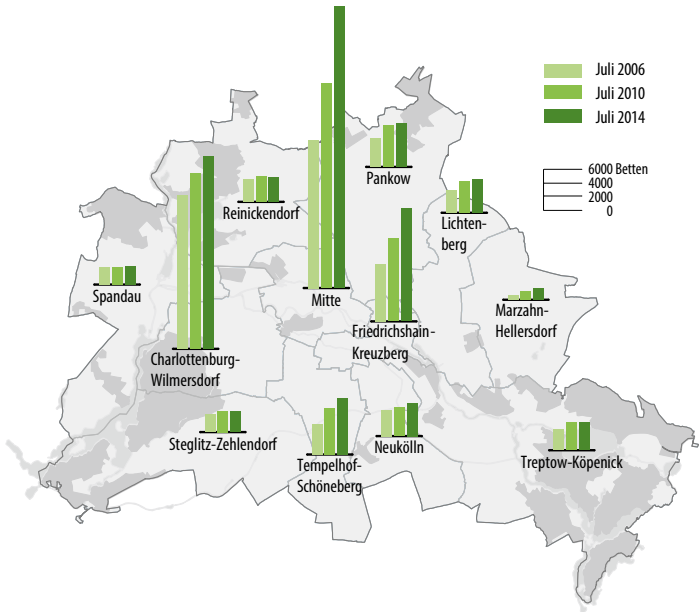 Juli 2006
Juli 2010
Juli 2014
6000 Betten
4000
2000
0
Pankow
Reinickendorf
Lichten-
berg
Spandau
Mitte
Marzahn-
Hellersdorf
Friedrichshain-
Kreuzberg
Charlottenburg-
Wilmersdorf
Steglitz-Zehlendorf
Neukölln
Tempelhof-
Schöneberg
Treptow-Köpenick